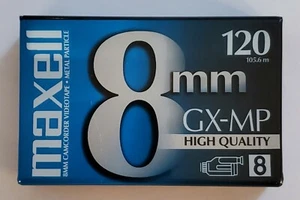 maxell
8MM CAMCORDER VIDEOTAPE • METAL PARTICLE
8mm
120
105.6 m
GX-MP
HIGH QUALITY
8